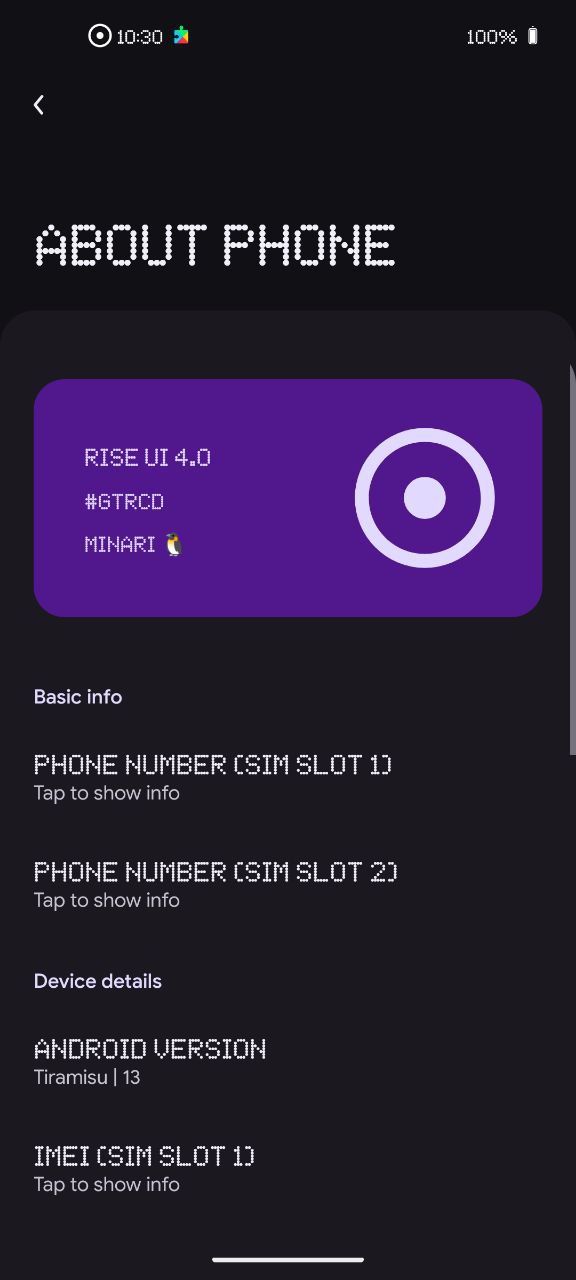 10:30
100%
ABOUT PHONE
RISE UI 4.0
#GTRCD
MINARI 🐧
Basic info
PHONE NUMBER (SIM SLOT 1)
Tap to show info
PHONE NUMBER (SIM SLOT 2)
Tap to show info
Device details
ANDROID VERSION
Tiramisu | 13
IMEI (SIM SLOT 1)
Tap to show info